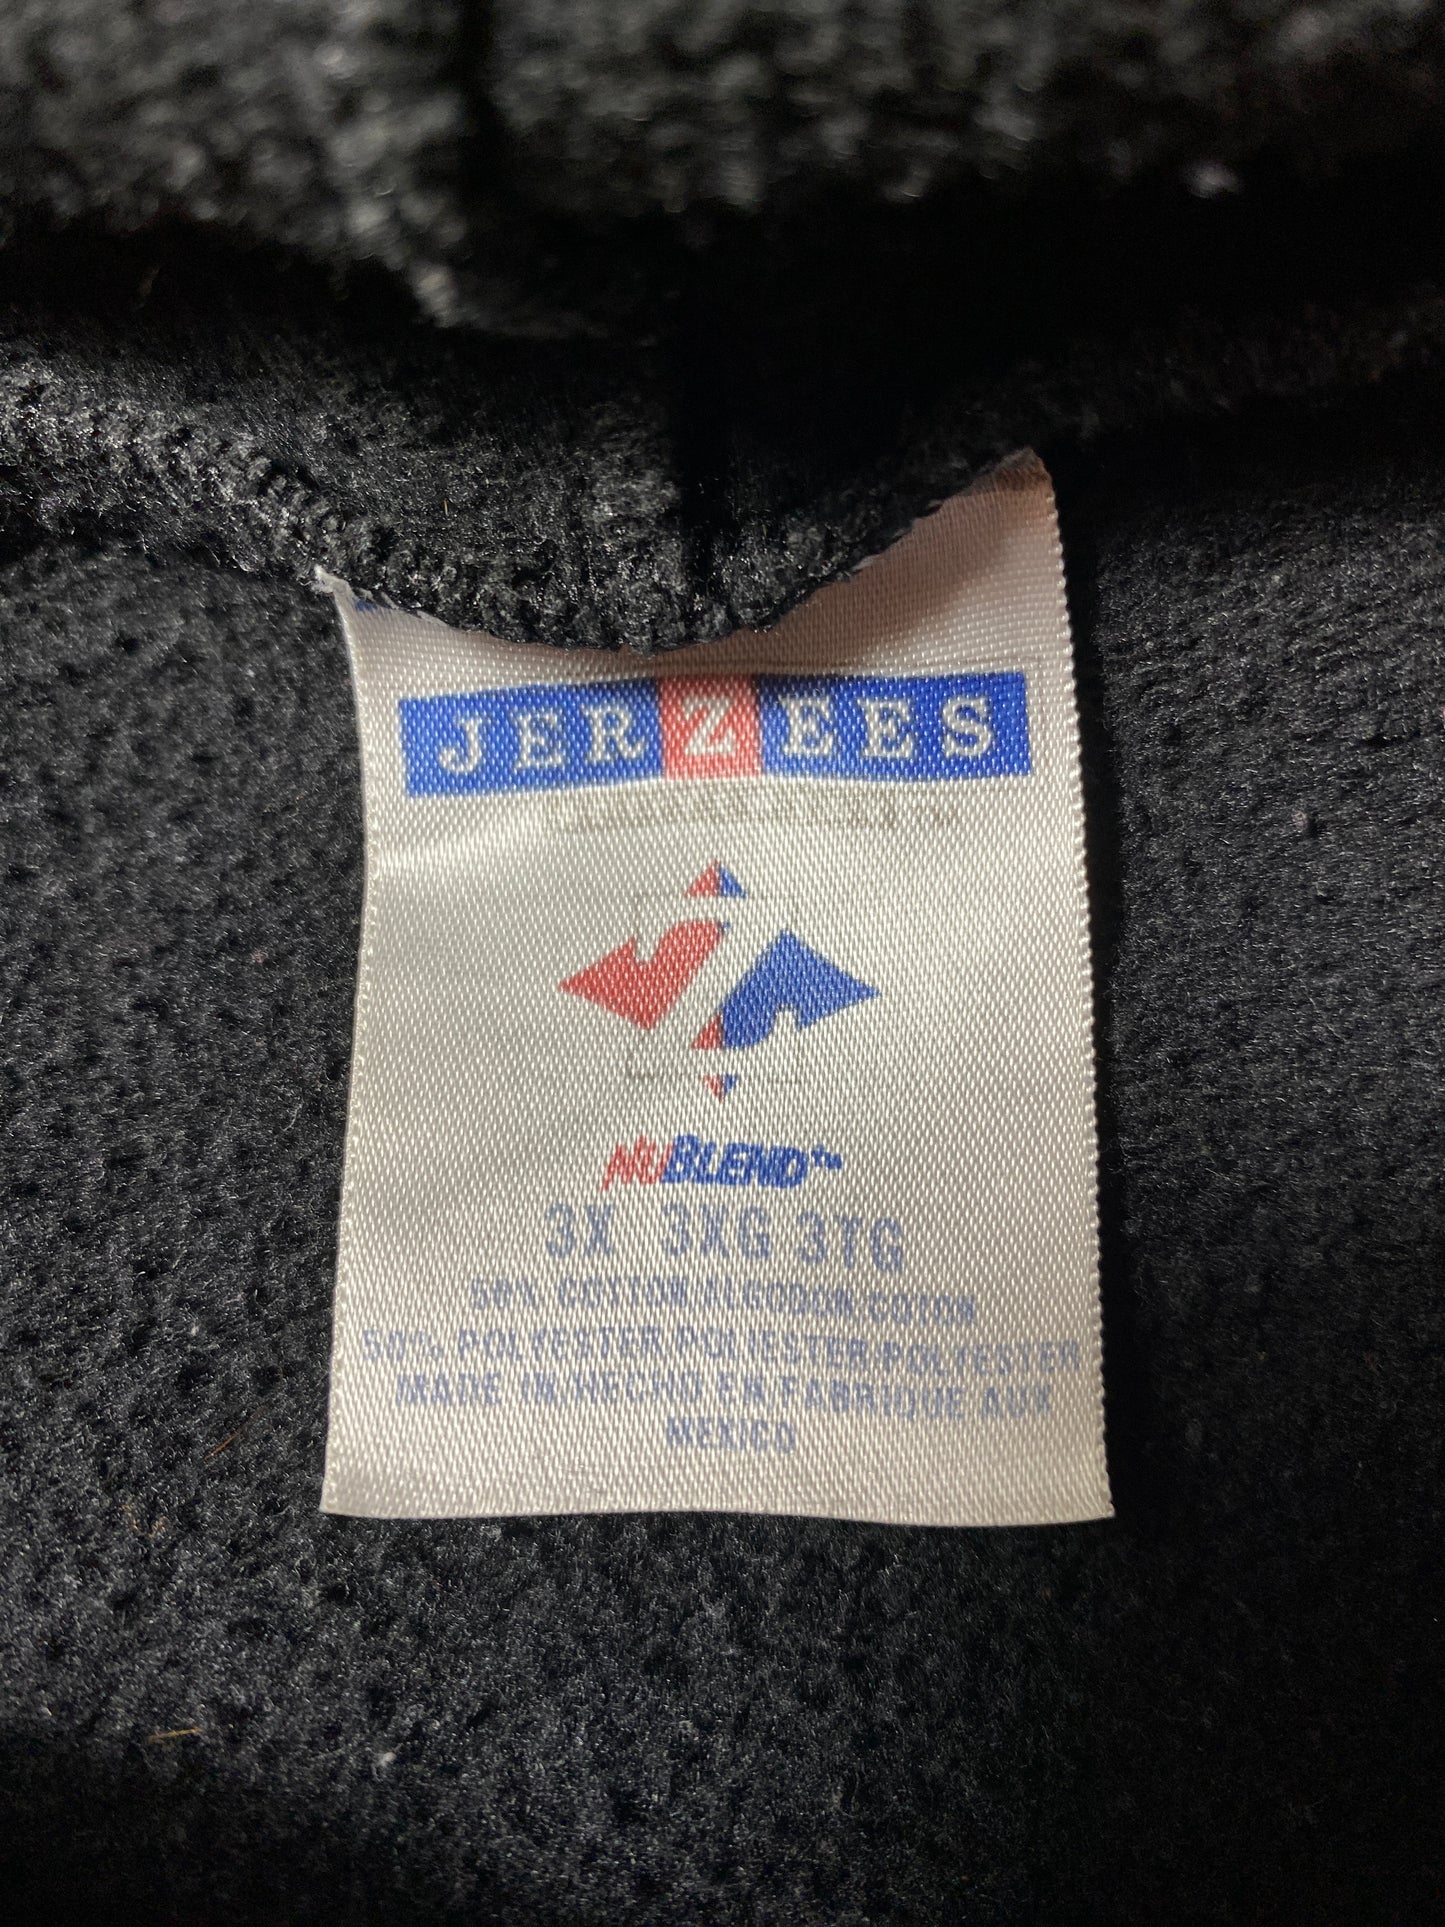 JERZEES
NUBLEND™
3X 3XG 3TG
50% COTTON/ALGODON/COTON
50% POLYESTER/POLIESTER/POLYESTER
MADE IN/HECHO EN/FABRIQUE AUX
MEXICO